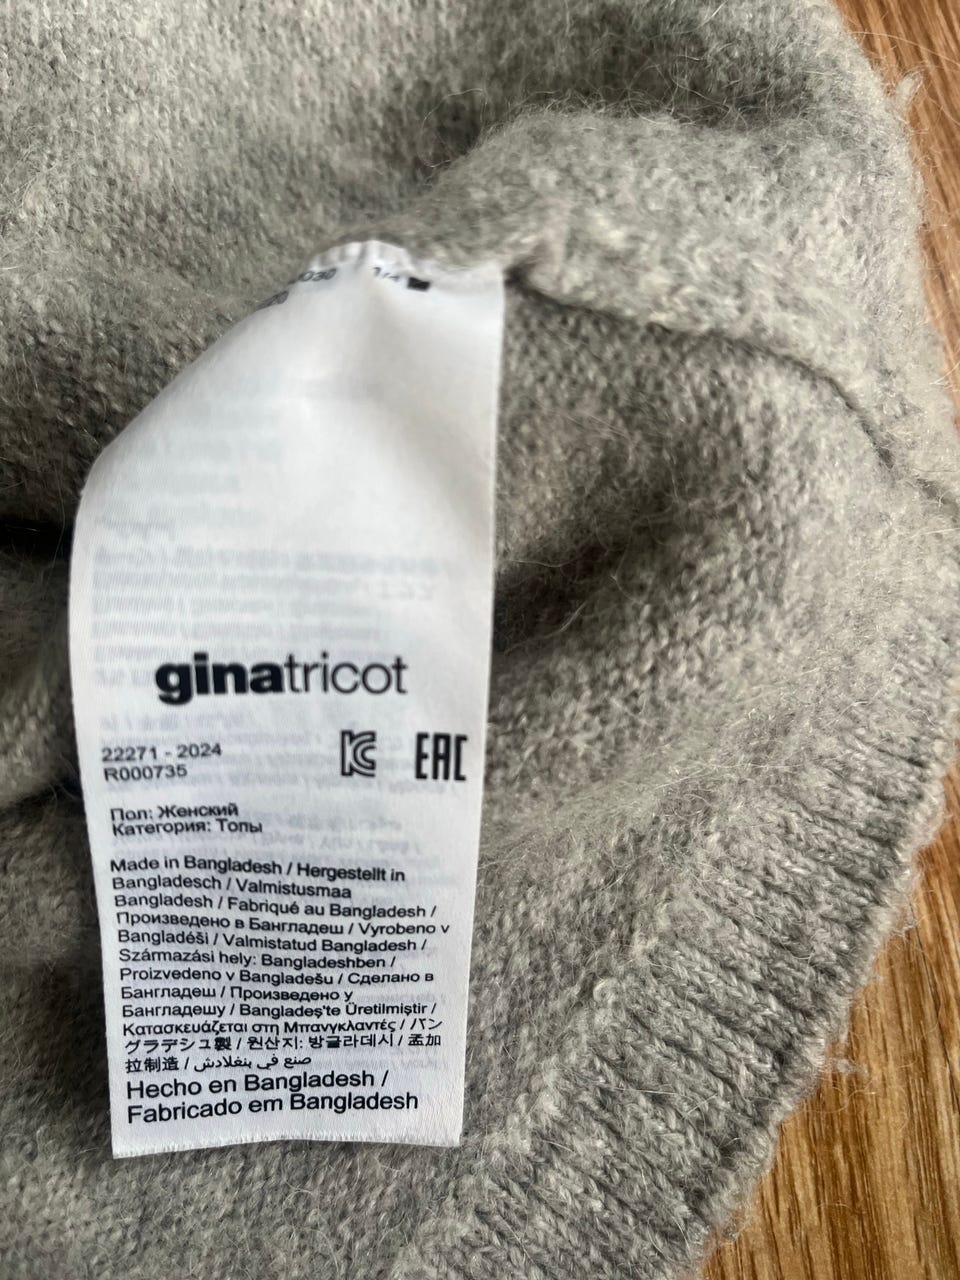 ginatricot
22271 - 2024
R000735
EAC
Пол: Женский
Категория: Топы
Made in Bangladesh / Hergestellt in
Bangladesch / Valmistusmaa
Bangladesh / Fabriqué au Bangladesh /
Произведено в Бангладеш / Vyrobeno v
Bangladéši / Valmistatud Bangladesh /
Származási hely: Bangladeshben /
Proizvedeno v Bangladešu / Сделано в
Бангладеш / Произведено у
Бангладешу / Bangladeş'te Üretilmiştir /
Κατασκευάζεται στη Μπανγκλαντές / バン
グラデシュ製 / 원산지: 방글라데시 / 孟加
拉制造 / صنع في بنغلادش
Hecho en Bangladesh /
Fabricado em Bangladesh